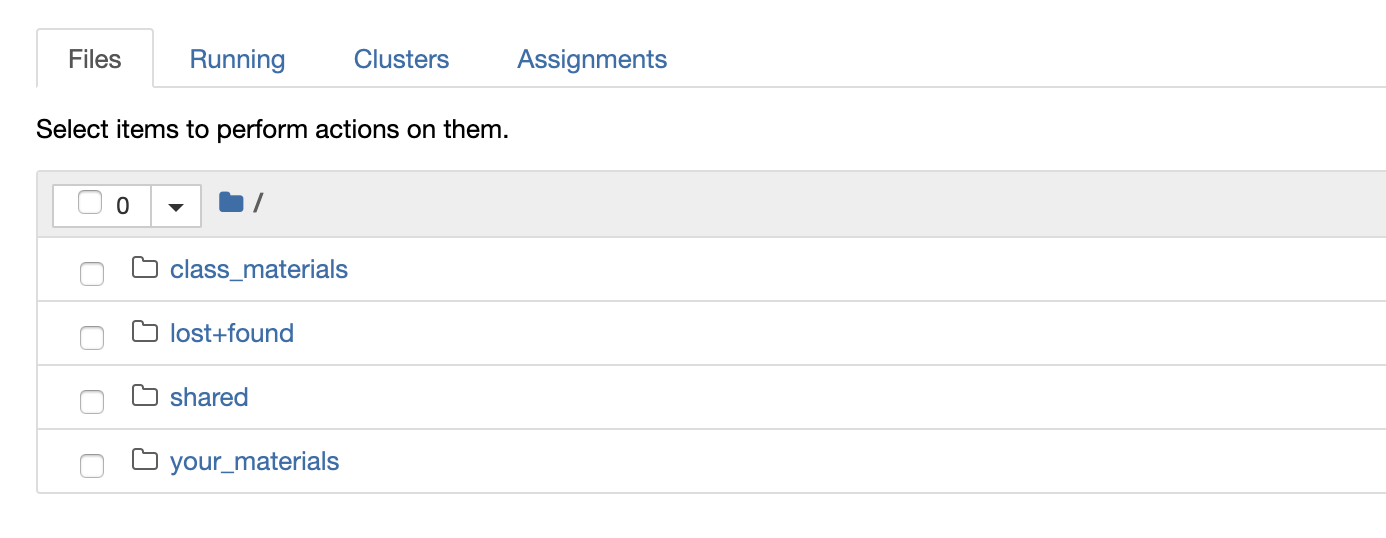 Files Running Clusters Assignments
Select items to perform actions on them.
0 /
class_materials
lost+found
shared
your_materials